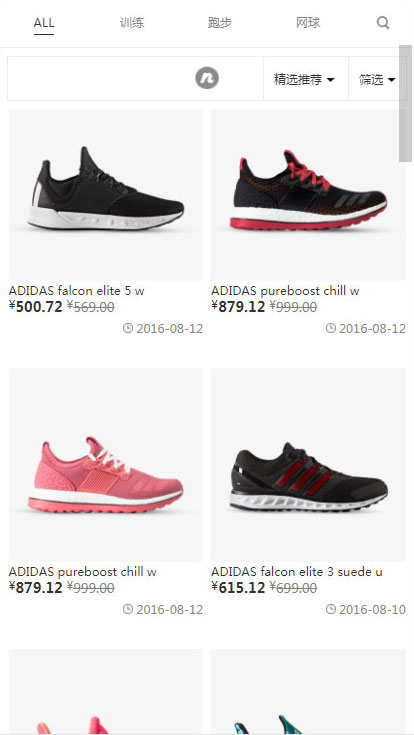 ALL 训练 跑步 网球
n 精选推荐 筛选
ADIDAS falcon elite 5 w ADIDAS pureboost chill w
¥500.72 ¥569.00 ¥879.12 ¥999.00
2016-08-12 2016-08-12
ADIDAS pureboost chill w ADIDAS falcon elite 3 suede u
¥879.12 ¥999.00 ¥615.12 ¥699.00
2016-08-12 2016-08-10